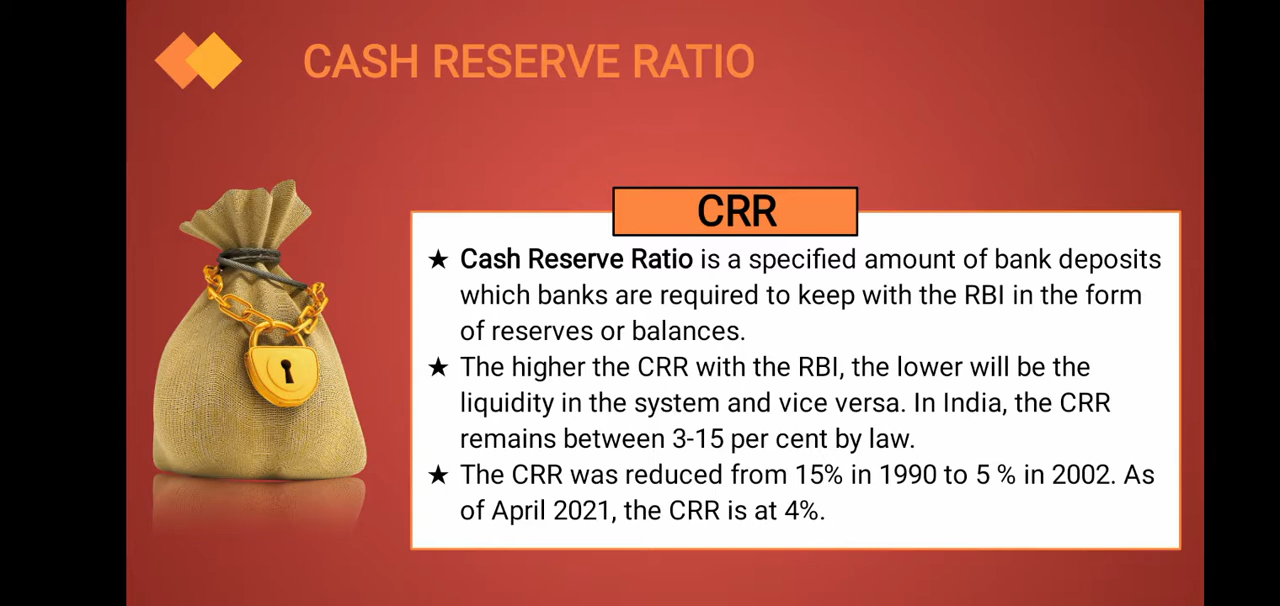 CASH RESERVE RATIO
CRR
★ Cash Reserve Ratio is a specified amount of bank deposits
which banks are required to keep with the RBI in the form
of reserves or balances.
★ The higher the CRR with the RBI, the lower will be the
liquidity in the system and vice versa. In India, the CRR
remains between 3-15 per cent by law.
★ The CRR was reduced from 15% in 1990 to 5 % in 2002. As
of April 2021, the CRR is at 4%.